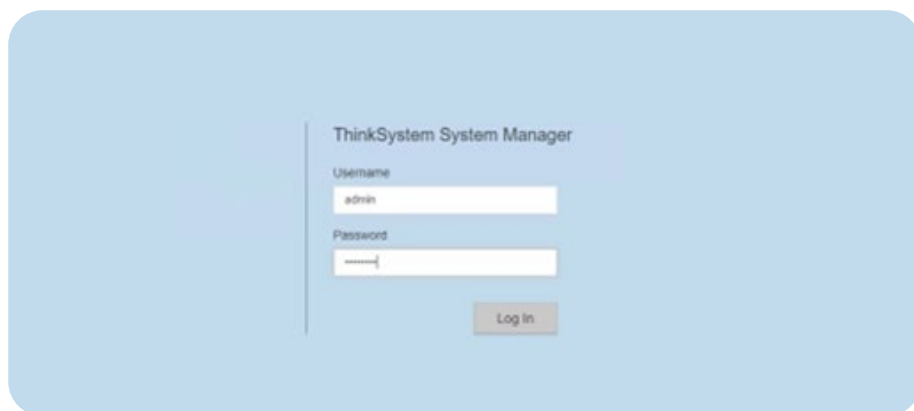 ThinkSystem System Manager
Username
admin
Password
••••••••
Log In